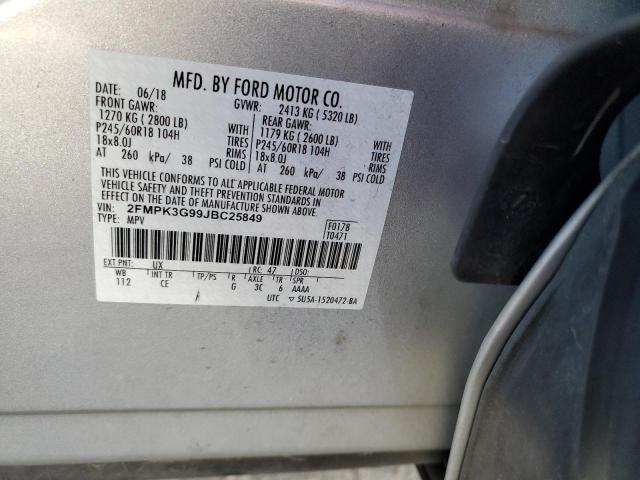 MFD. BY FORD MOTOR CO.
DATE: 06/18 GVWR: 2413 KG ( 5320 LB)
FRONT GAWR: REAR GAWR:
1270 KG ( 2800 LB) WITH 1179 KG ( 2600 LB) WITH
P245/60R18 104H TIRES P245/60R18 104H TIRES
18x8.0J RIMS 18x8.0J RIMS
AT 260 kPa/ 38 PSI COLD AT 260 kPa/ 38 PSI COLD
THIS VEHICLE CONFORMS TO ALL APPLICABLE FEDERAL MOTOR
VEHICLE SAFETY AND THEFT PREVENTION STANDARDS IN
EFFECT ON THE DATE OF MANUFACTURE SHOWN ABOVE.
VIN: 2FMPK3G99JBC25849 F0178
TYPE: MPV T0471
EXT PNT: UX RC: 47 DSO:
WB INT TR TP/PS R AXLE TR SPR
112 CE G 3C 6 AAAA
UTC ▽ 5U5A-1520472-BA